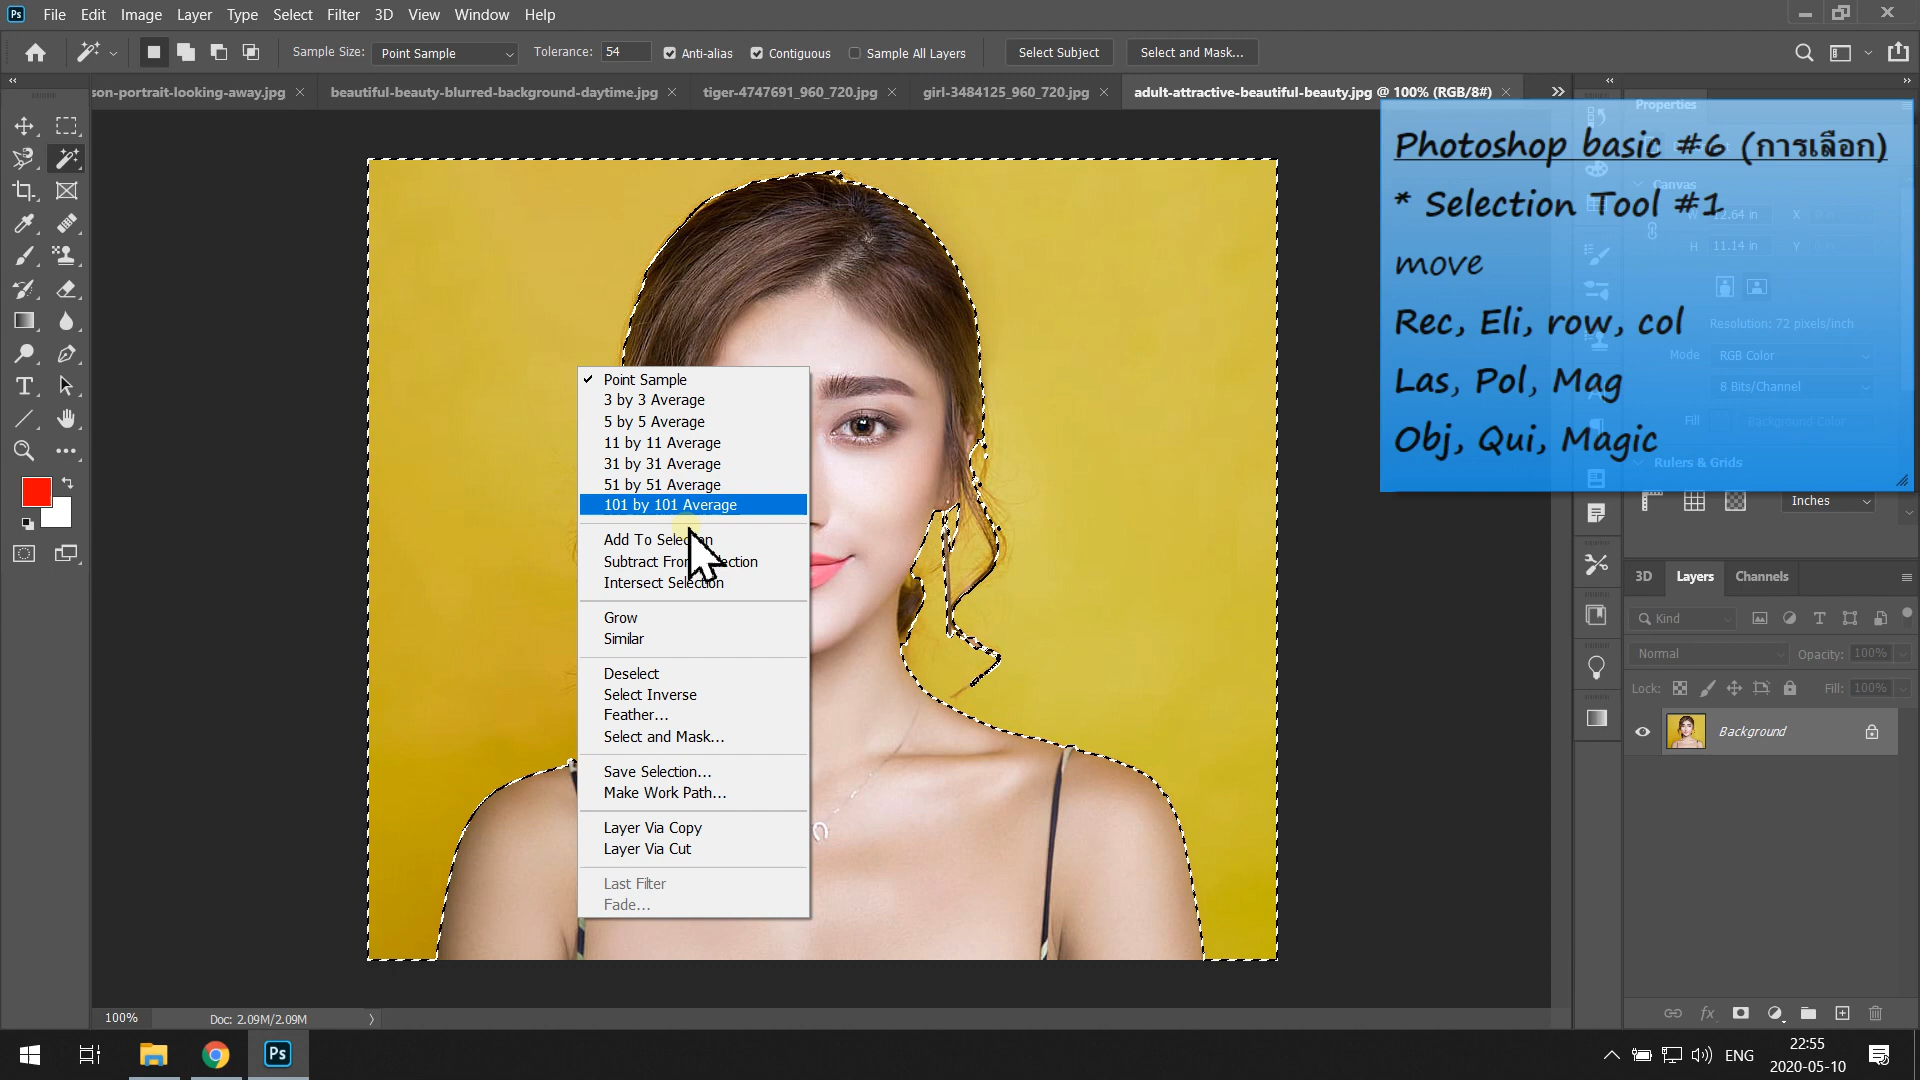 Ps File Edit Image Layer Type Select Filter 3D View Window Help
Sample Size: Point Sample Tolerance: 54 Anti-alias Contiguous Sample All Layers Select Subject Select and Mask...
son-portrait-looking-away.jpg × beautiful-beauty-blurred-background-daytime.jpg × tiger-4747691_960_720.jpg × girl-3484125_960_720.jpg × adult-attractive-beautiful-beauty.jpg @ 100% (RGB/8#) ×
Properties
Photoshop basic #6 (การเลือก)
Canvas
* Selection Tool #1
W 12.64 in X
H 11.14 in Y
move
Rec, Eli, row, col
Resolution: 72 pixels/inch
Mode RGB Color
Las, Pol, Mag
8 Bits/Channel
Fill Background Color
Obj, Qui, Magic
Rulers & Grids
Inches
Point Sample
3 by 3 Average
5 by 5 Average
11 by 11 Average
31 by 31 Average
51 by 51 Average
101 by 101 Average
Add To Selection
Subtract From Selection
Intersect Selection
Grow
Similar
Deselect
Select Inverse
Feather...
Select and Mask...
Save Selection...
Make Work Path...
Layer Via Copy
Layer Via Cut
Last Filter
Fade...
3D Layers Channels
Kind
Normal Opacity: 100%
Lock: Fill: 100%
Background
fx
100% Doc: 2.09M/2.09M
Ps
ENG
22:55
2020-05-10